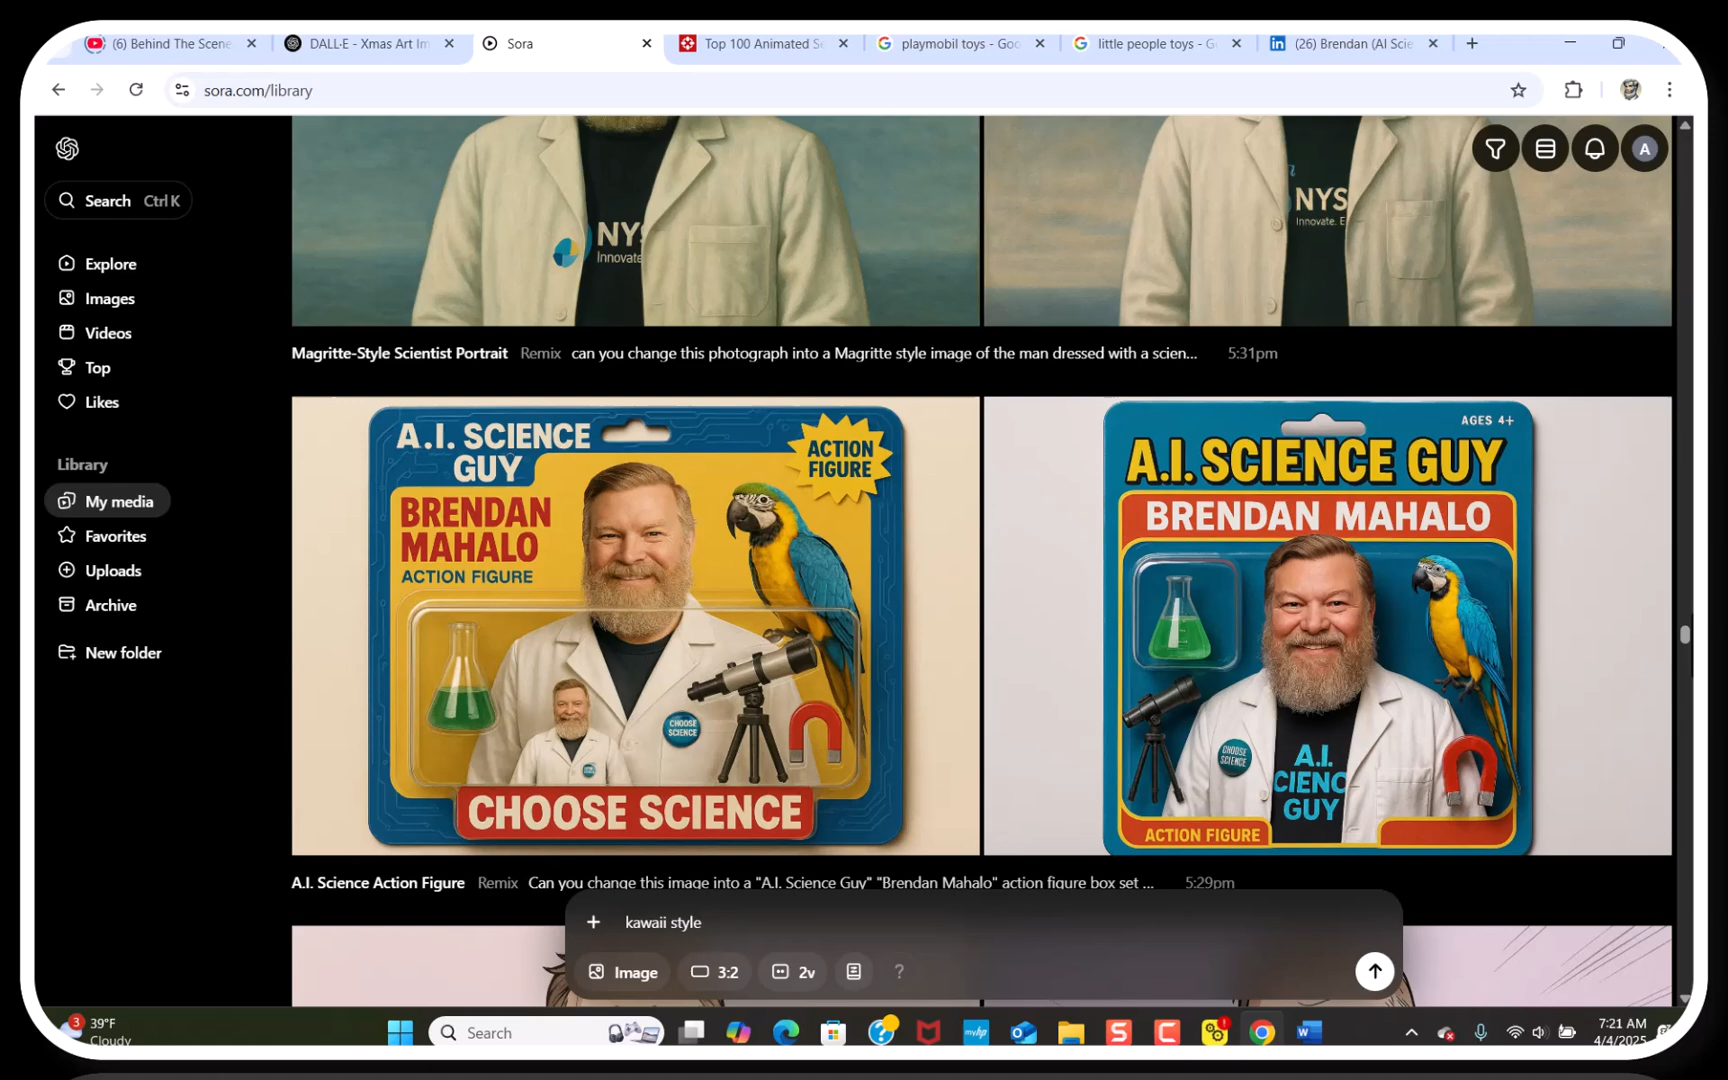 (6) Behind The Scene
DALL·E - Xmas Art Im
Sora
Top 100 Animated Se
playmobil toys - Goo
little people toys - G
(26) Brendan (AI Scie
sora.com/library
Search Ctrl K
Explore
Images
Videos
Top
Likes
Library
My media
Favorites
Uploads
Archive
New folder
A
NYS
Innovate
NYS
Innovate. E
Magritte-Style Scientist Portrait Remix can you change this photograph into a Magritte style image of the man dressed with a scien... 5:31pm
A.I. SCIENCE
GUY
ACTION
FIGURE
BRENDAN
MAHALO
ACTION FIGURE
CHOOSE
SCIENCE
CHOOSE SCIENCE
AGES 4+
A.I. SCIENCE GUY
BRENDAN MAHALO
CHOOSE
SCIENCE
A.I.
CIENC
GUY
ACTION FIGURE
A.I. Science Action Figure Remix Can you change this image into a "A.I. Science Guy" "Brendan Mahalo" action figure box set ... 5:29pm
kawaii style
Image 3:2 2v ?
3
39°F
Cloudy
Search
myhp
7:21 AM
4/4/2025